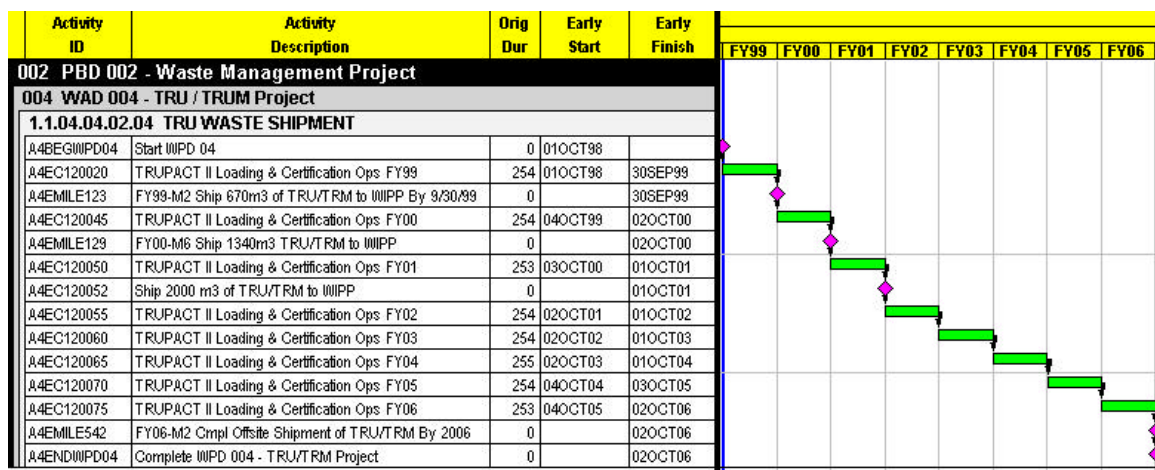 Activity Activity Orig Early Early
ID Description Dur Start Finish FY99 FY00 FY01 FY02 FY03 FY04 FY05 FY06
002 PBD 002 - Waste Management Project
004 WAD 004 - TRU / TRUM Project
1.1.04.04.02.04 TRU WASTE SHIPMENT
A4BEGWPD04 Start WPD 04 0 01OCT98
A4EC120020 TRUPACT II Loading & Certification Ops FY99 254 01OCT98 30SEP99
A4EMILE123 FY99-M2 Ship 670m3 of TRU/TRM to WIPP By 9/30/99 0 30SEP99
A4EC120045 TRUPACT II Loading & Certification Ops FY00 254 04OCT99 02OCT00
A4EMILE129 FY00-M6 Ship 1340m3 TRU/TRM to WIPP 0 02OCT00
A4EC120050 TRUPACT II Loading & Certification Ops FY01 253 03OCT00 01OCT01
A4EC120052 Ship 2000 m3 of TRU/TRM to WIPP 0 01OCT01
A4EC120055 TRUPACT II Loading & Certification Ops FY02 254 02OCT01 01OCT02
A4EC120060 TRUPACT II Loading & Certification Ops FY03 254 02OCT02 01OCT03
A4EC120065 TRUPACT II Loading & Certification Ops FY04 255 02OCT03 01OCT04
A4EC120070 TRUPACT II Loading & Certification Ops FY05 254 04OCT04 03OCT05
A4EC120075 TRUPACT II Loading & Certification Ops FY06 253 04OCT05 02OCT06
A4EMILE542 FY06-M2 Cmpl Offsite Shipment of TRU/TRM By 2006 0 02OCT06
A4ENDWPD04 Complete WPD 004 - TRU/TRM Project 0 02OCT06